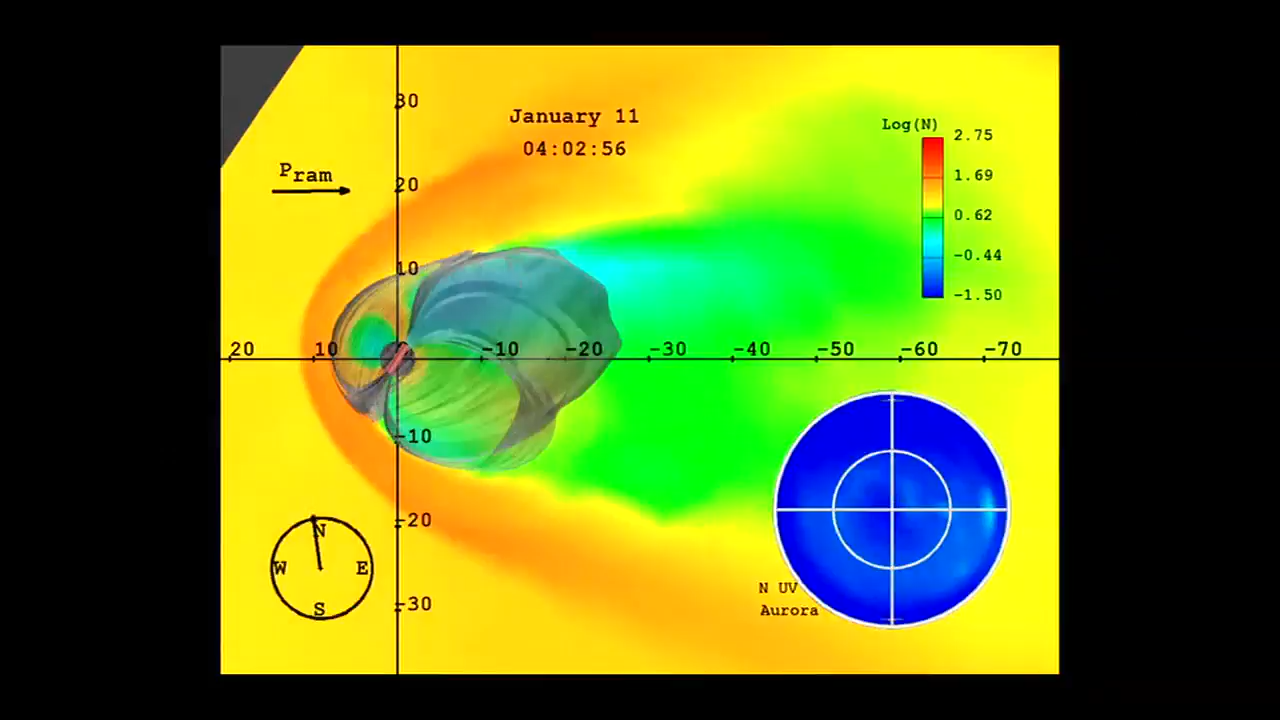 30
January 11
Log(N)
2.75
04:02:56
Pram
1.69
20
0.62
10
-0.44
-1.50
20 10 0 -10 -20 -30 -40 -50 -60 -70
-10
-20
N
W E
S
-30
N UV
Aurora